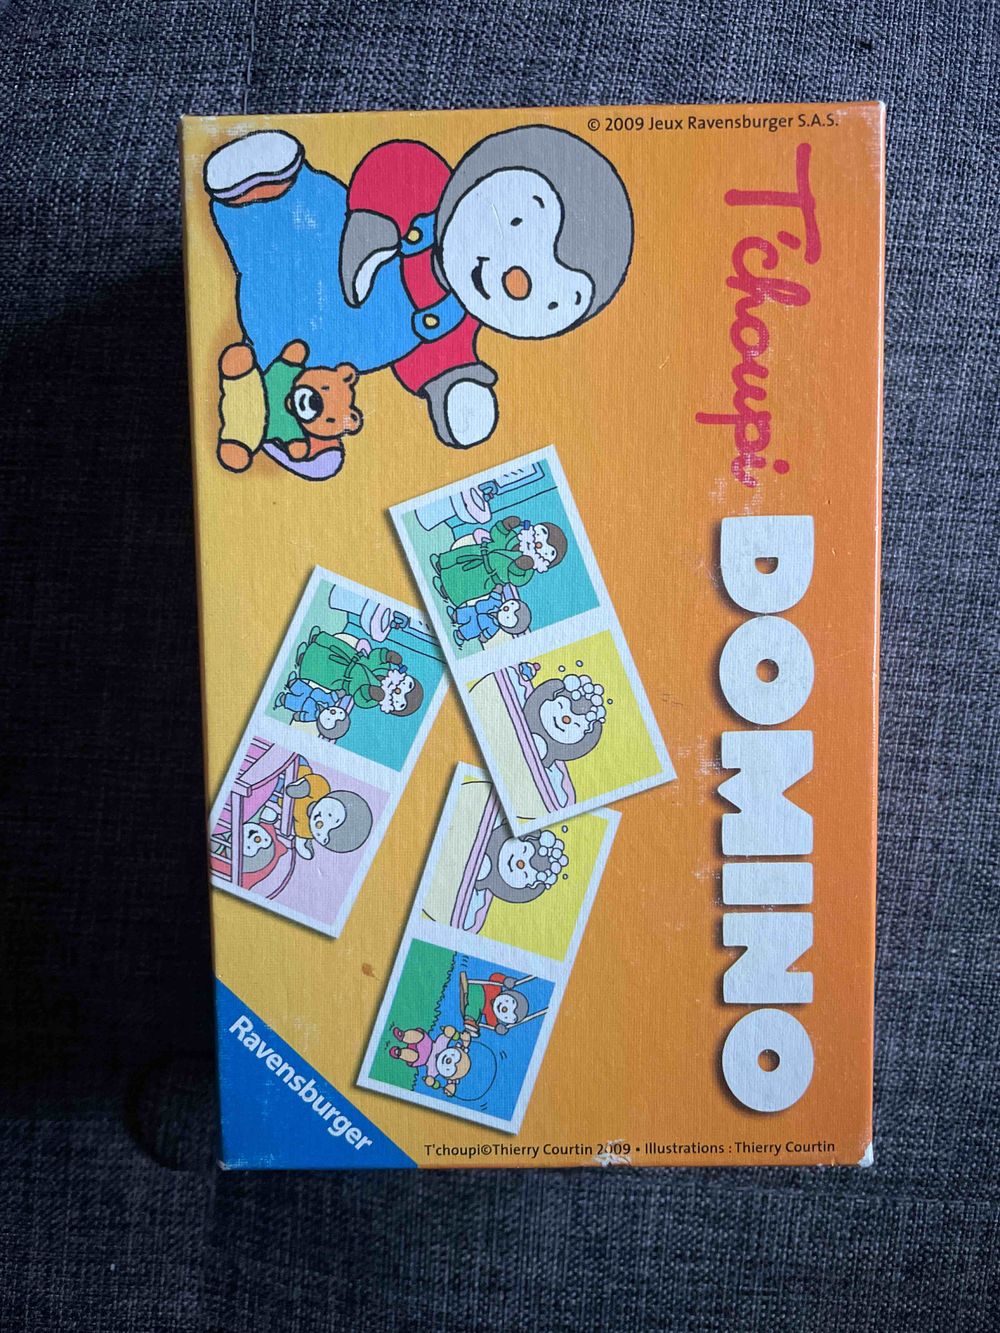 © 2009 Jeux Ravensburger S.A.S.
T'choupi
DOMINO
Ravensburger
T'choupi©Thierry Courtin 2009 • Illustrations : Thierry Courtin